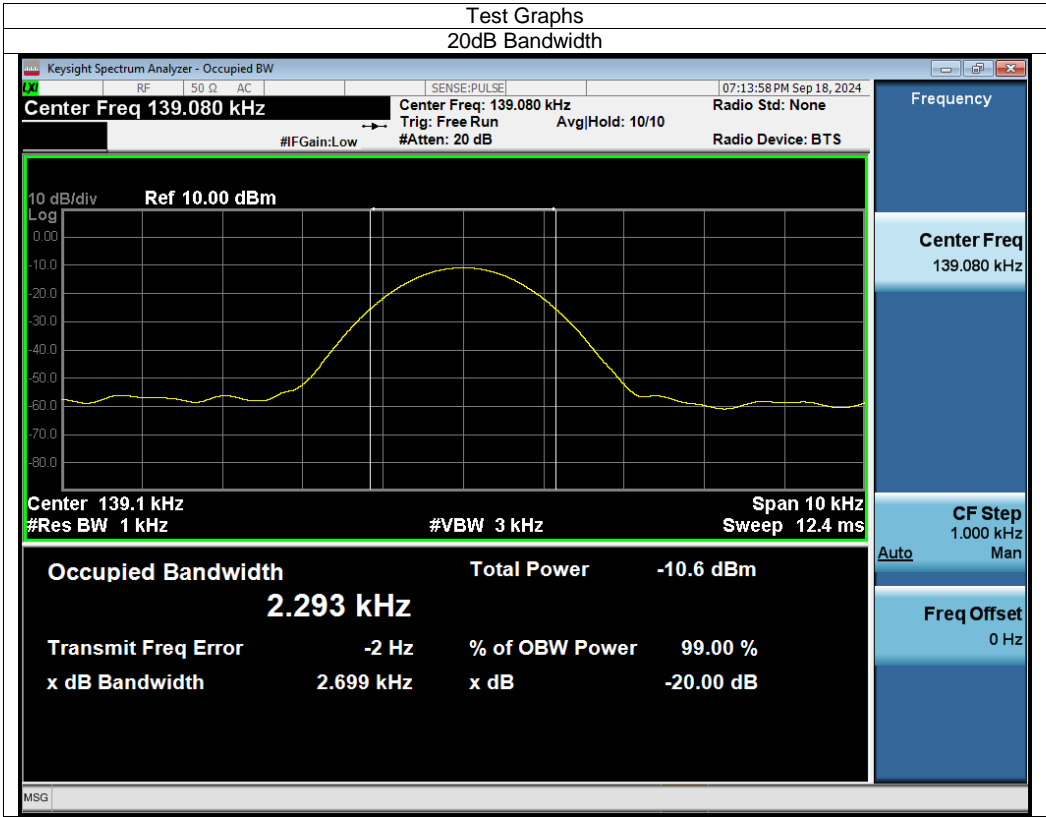 Test Graphs
20dB Bandwidth
Keysight Spectrum Analyzer - Occupied BW
LXI RF 50 Ω AC SENSE:PULSE 07:13:58 PM Sep 18, 2024
Center Freq 139.080 kHz Center Freq: 139.080 kHz Radio Std: None
Trig: Free Run Avg|Hold: 10/10
#IFGain:Low #Atten: 20 dB Radio Device: BTS
10 dB/div Ref 10.00 dBm
Log
0.00
-10.0
-20.0
-30.0
-40.0
-50.0
-60.0
-70.0
-80.0
Center 139.1 kHz Span 10 kHz
#Res BW 1 kHz #VBW 3 kHz Sweep 12.4 ms
Occupied Bandwidth Total Power -10.6 dBm
2.293 kHz
Transmit Freq Error -2 Hz % of OBW Power 99.00 %
x dB Bandwidth 2.699 kHz x dB -20.00 dB
MSG
Frequency
Center Freq
139.080 kHz
CF Step
1.000 kHz
Auto Man
Freq Offset
0 Hz